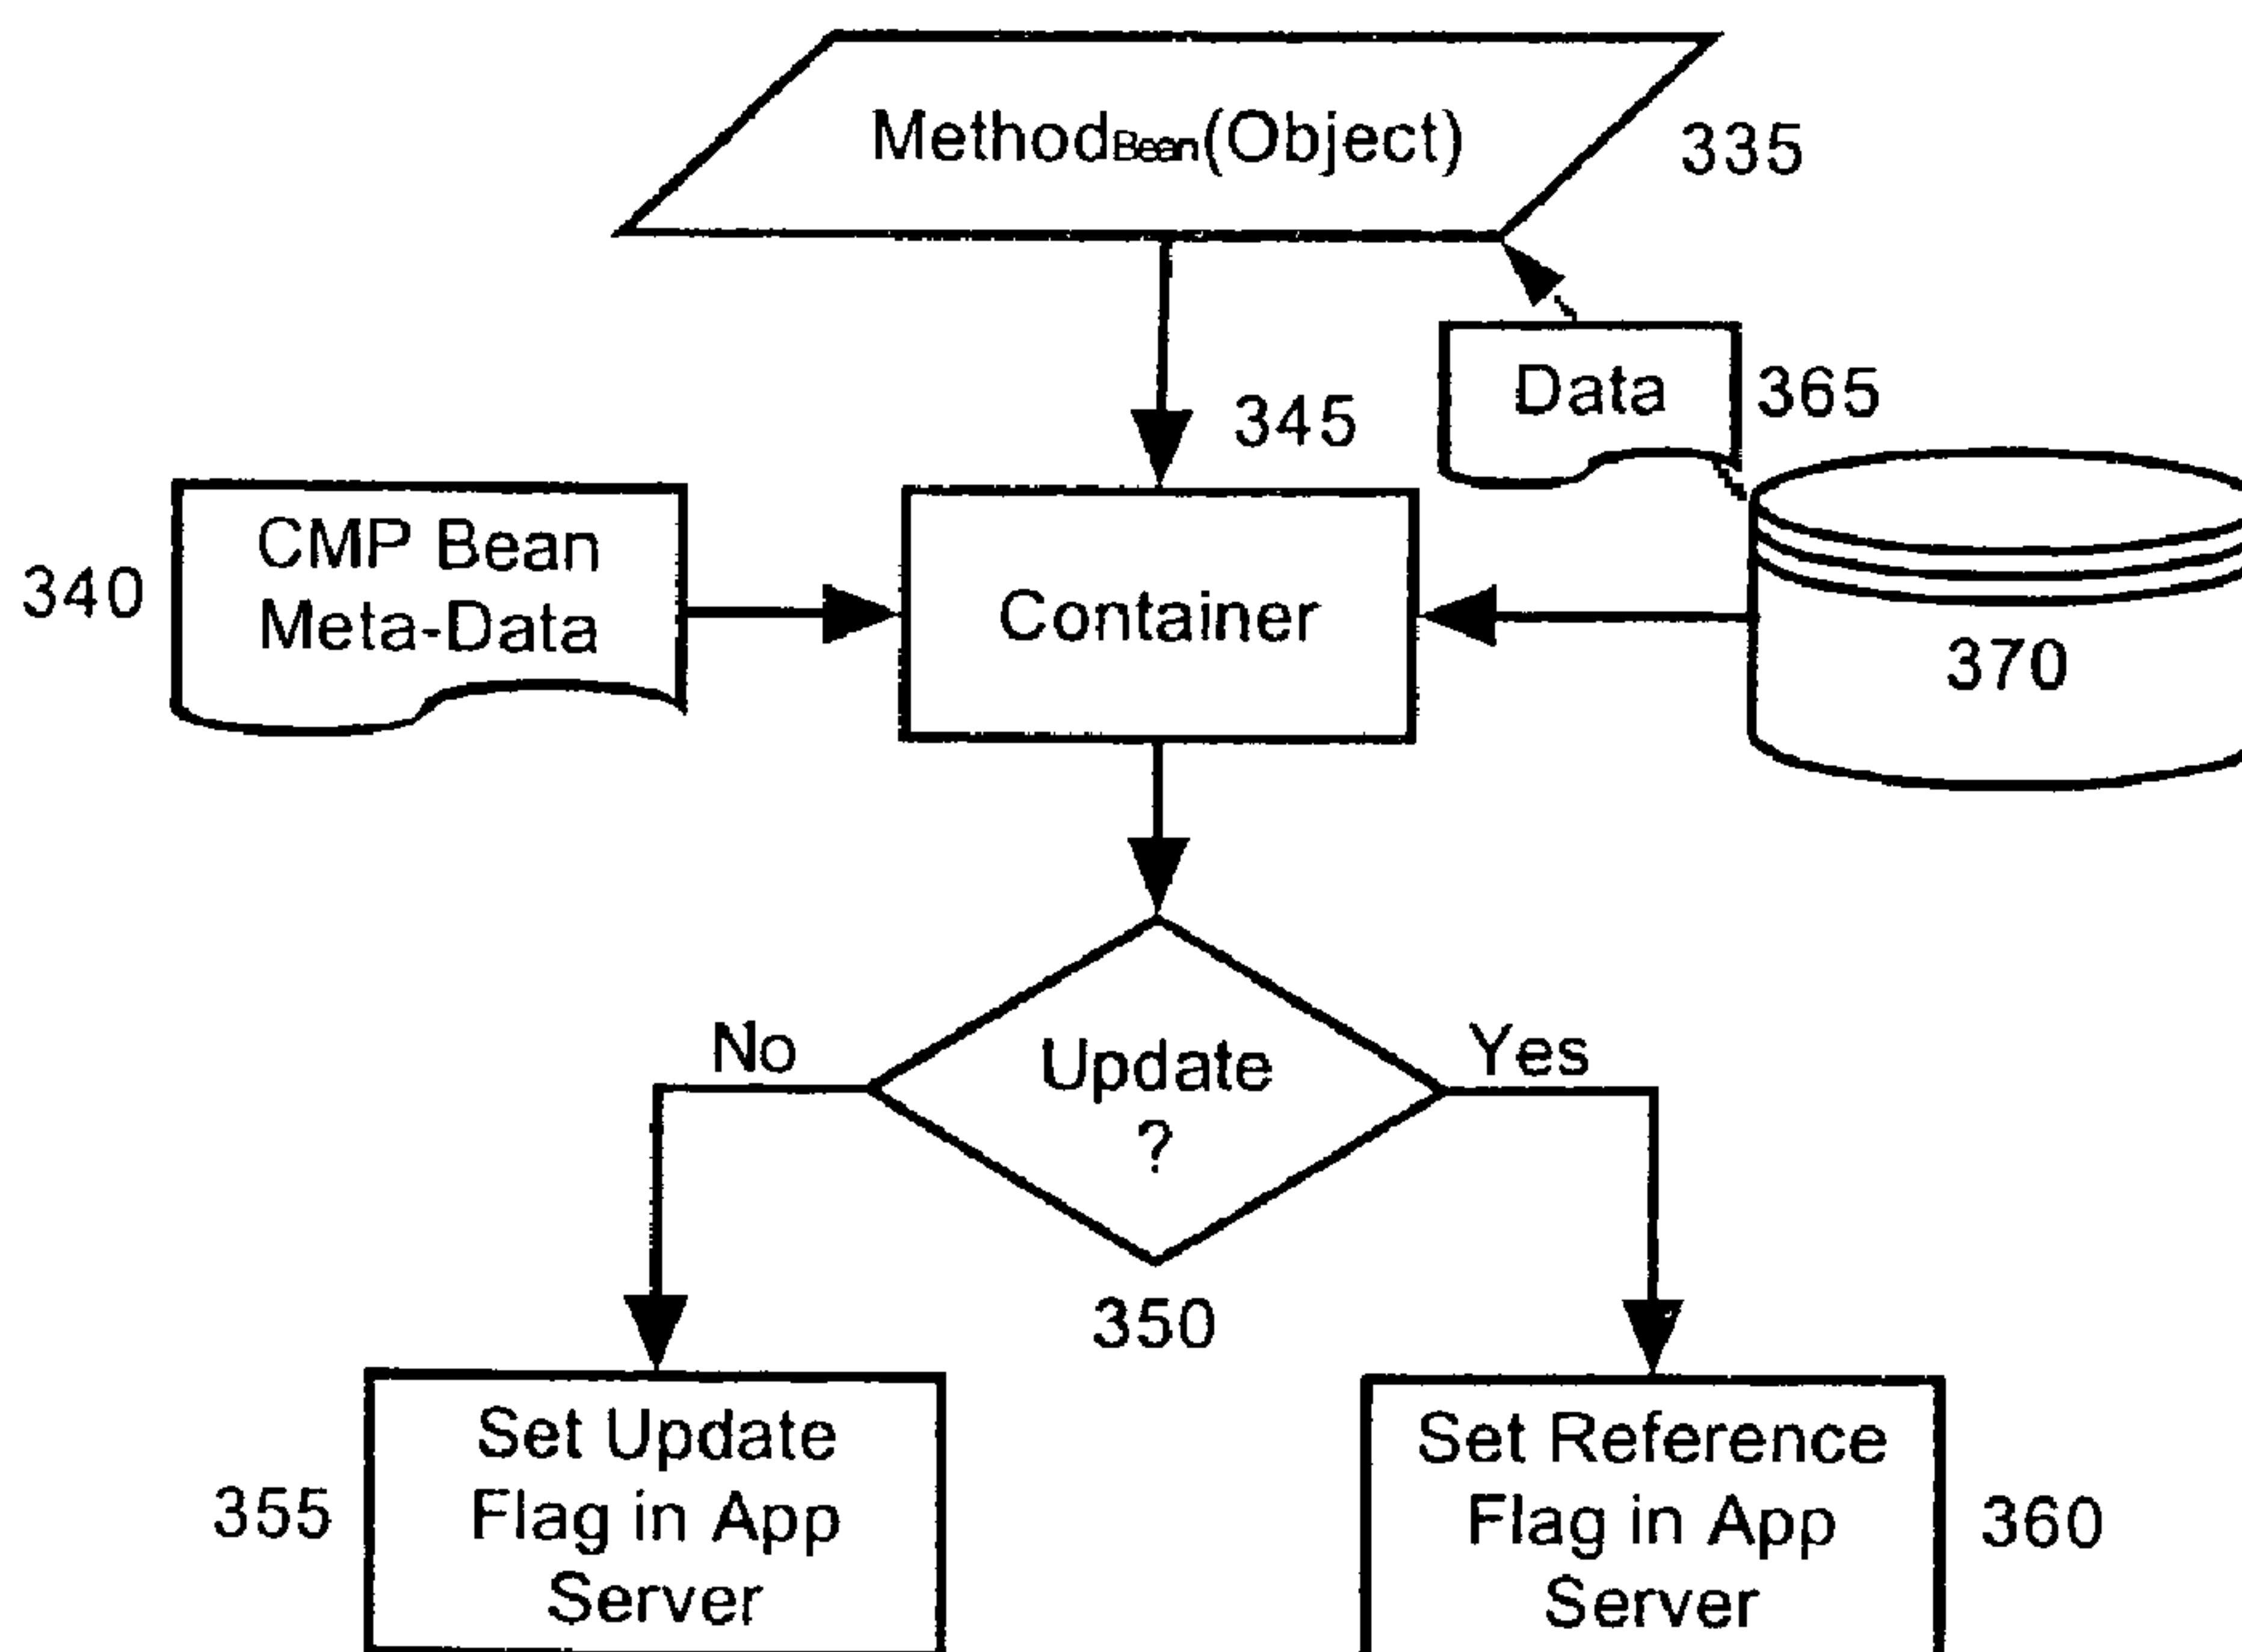 MethodBean(Object)
335
Data
365
345
CMP Bean
Meta-Data
340
Container
370
No
Update
?
Yes
350
Set Update
Flag in App
Server
355
Set Reference
Flag in App
Server
360